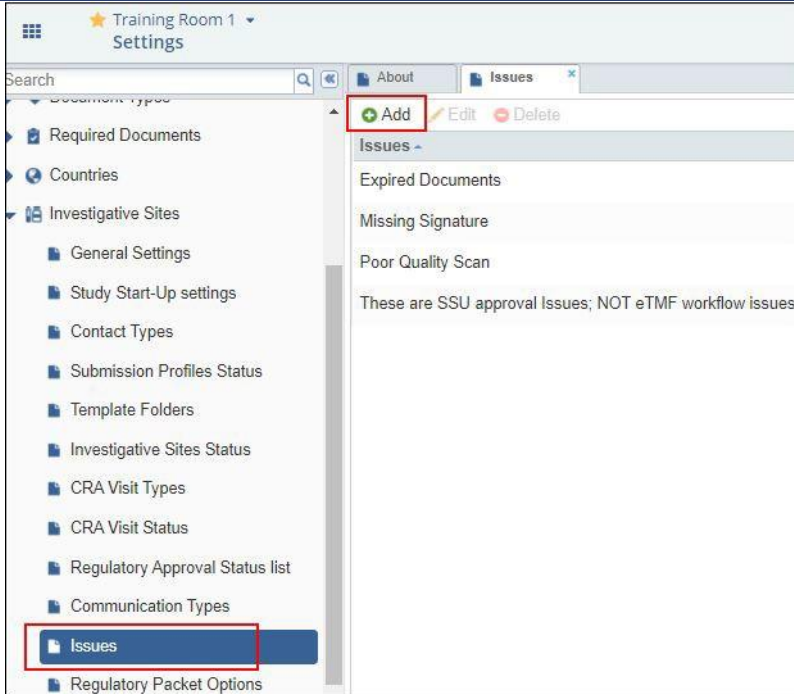 Training Room 1
Settings
Search
Document Types
Required Documents
Countries
Investigative Sites
General Settings
Study Start-Up settings
Contact Types
Submission Profiles Status
Template Folders
Investigative Sites Status
CRA Visit Types
CRA Visit Status
Regulatory Approval Status list
Communication Types
Issues
Regulatory Packet Options
About
Issues
Add Edit Delete
Issues
Expired Documents
Missing Signature
Poor Quality Scan
These are SSU approval Issues; NOT eTMF workflow issues